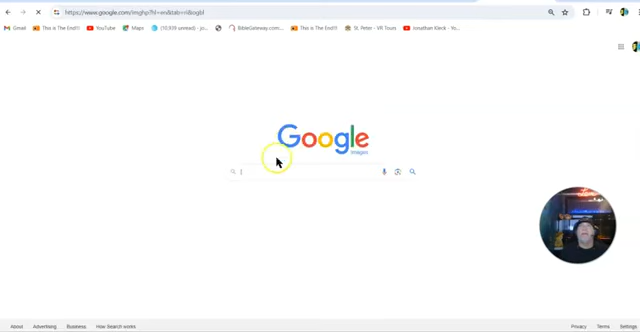 https://www.google.com/imghp?hl=en&tab=ri&ogbl
Gmail This is The End!!! YouTube Maps (10,939 unread) - j... BibleGateway.com:... This is The End!!! St. Peter - VR Tours Jonathan Kleck - Yo...
Google
Images
About Advertising Business How Search works Privacy Terms Settings